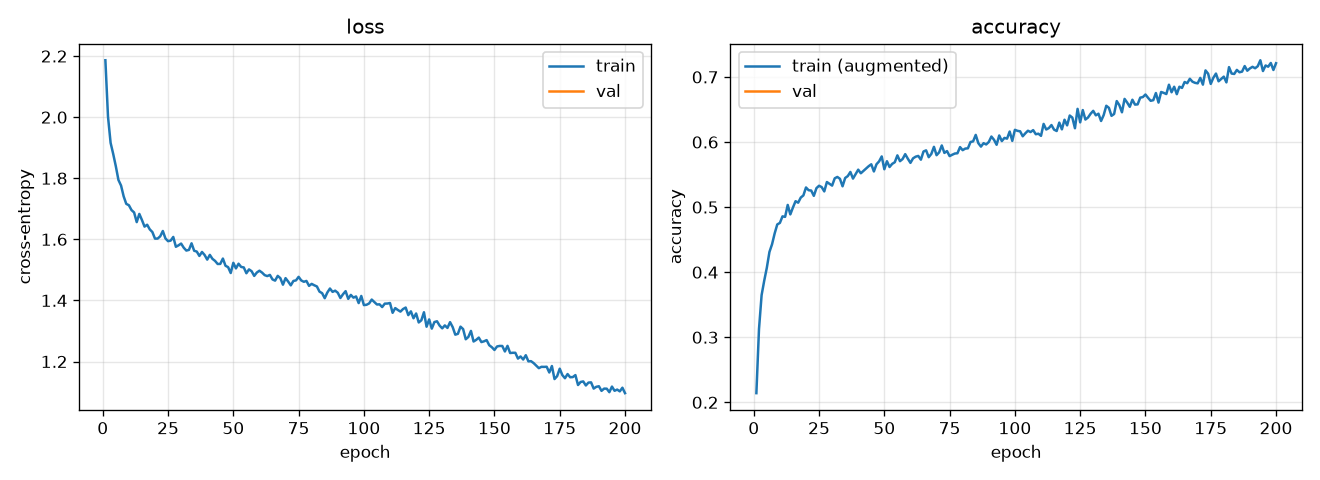 loss
cross-entropy
2.2
2.0
1.8
1.6
1.4
1.2
train
val
0 25 50 75 100 125 150 175 200
epoch
accuracy
accuracy
0.7
0.6
0.5
0.4
0.3
0.2
train (augmented)
val
0 25 50 75 100 125 150 175 200
epoch